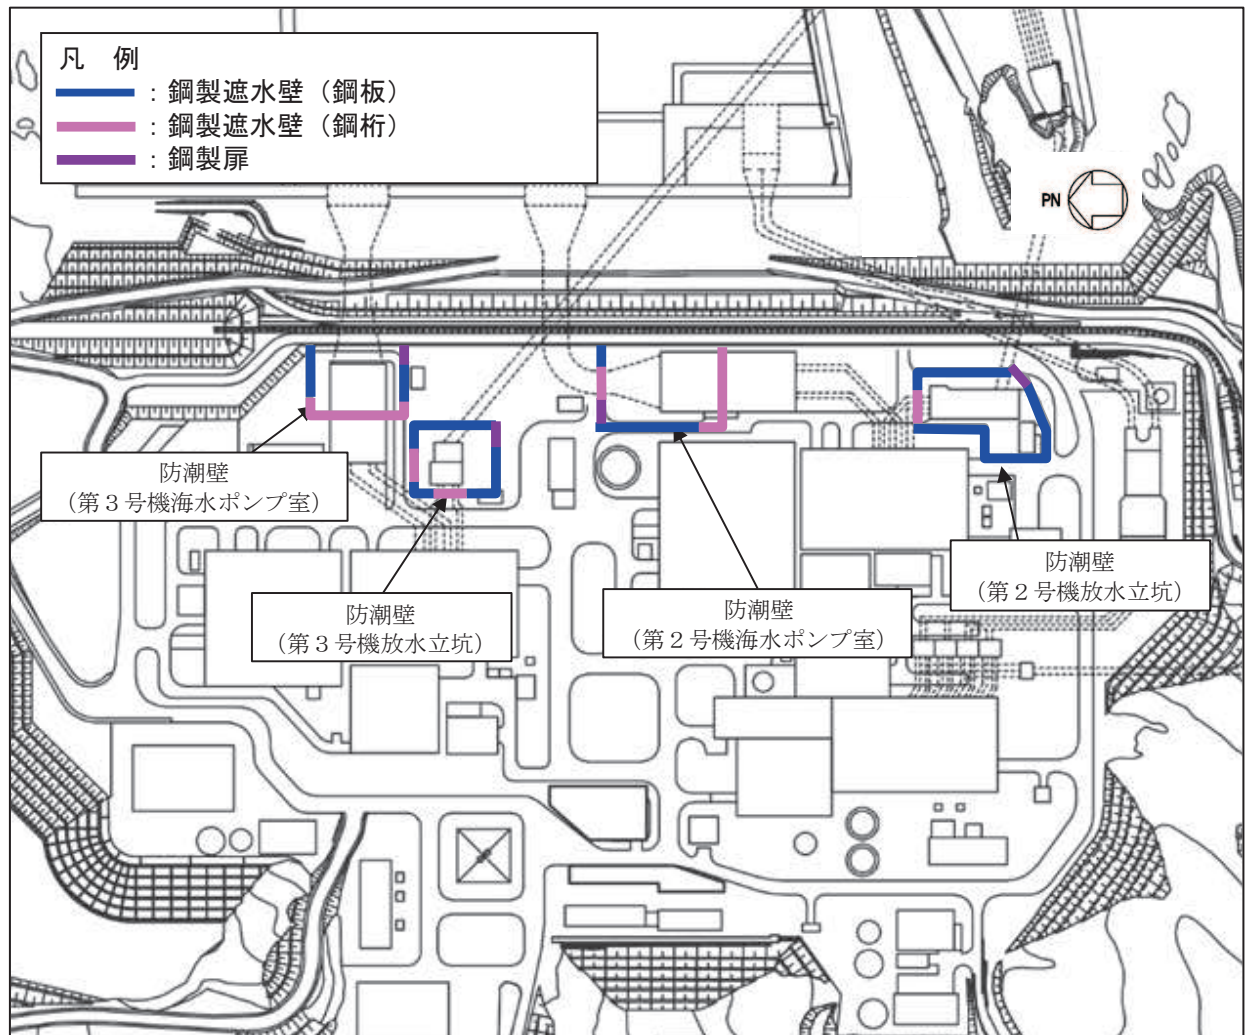 凡 例
：鋼製遮水壁（鋼板）
：鋼製遮水壁（鋼桁）
：鋼製扉
PN
防潮壁
（第３号機海水ポンプ室）
防潮壁
（第３号機放水立坑）
防潮壁
（第２号機海水ポンプ室）
防潮壁
（第２号機放水立坑）